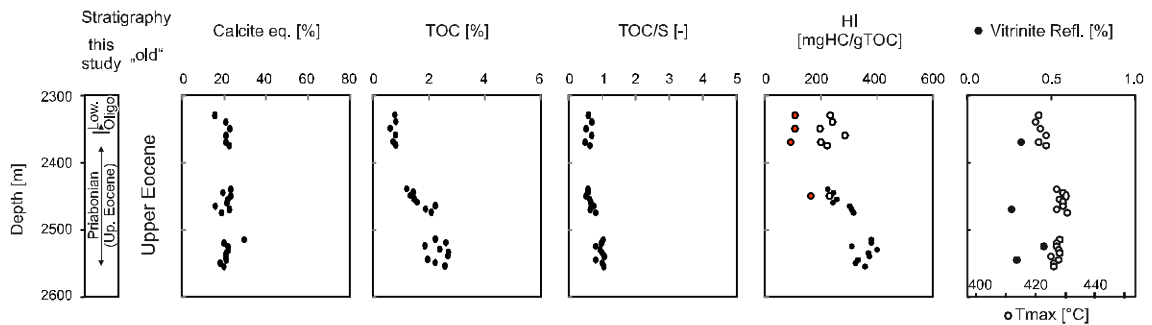 Stratigraphy
this study
„old“
Calcite eq. [%]
TOC [%]
TOC/S [-]
HI
[mgHC/gTOC]
Vitrinite Refl. [%]
0 20 40 60 80
0 2 4 6
0 1 2 3 4 5
0 200 400 600
0.0 0.5 1.0
Depth [m]
2300
2400
2500
2600
Low.
Oligo
Priabonian
(Up. Eocene)
Upper Eocene
400 420 440
Tmax [°C]